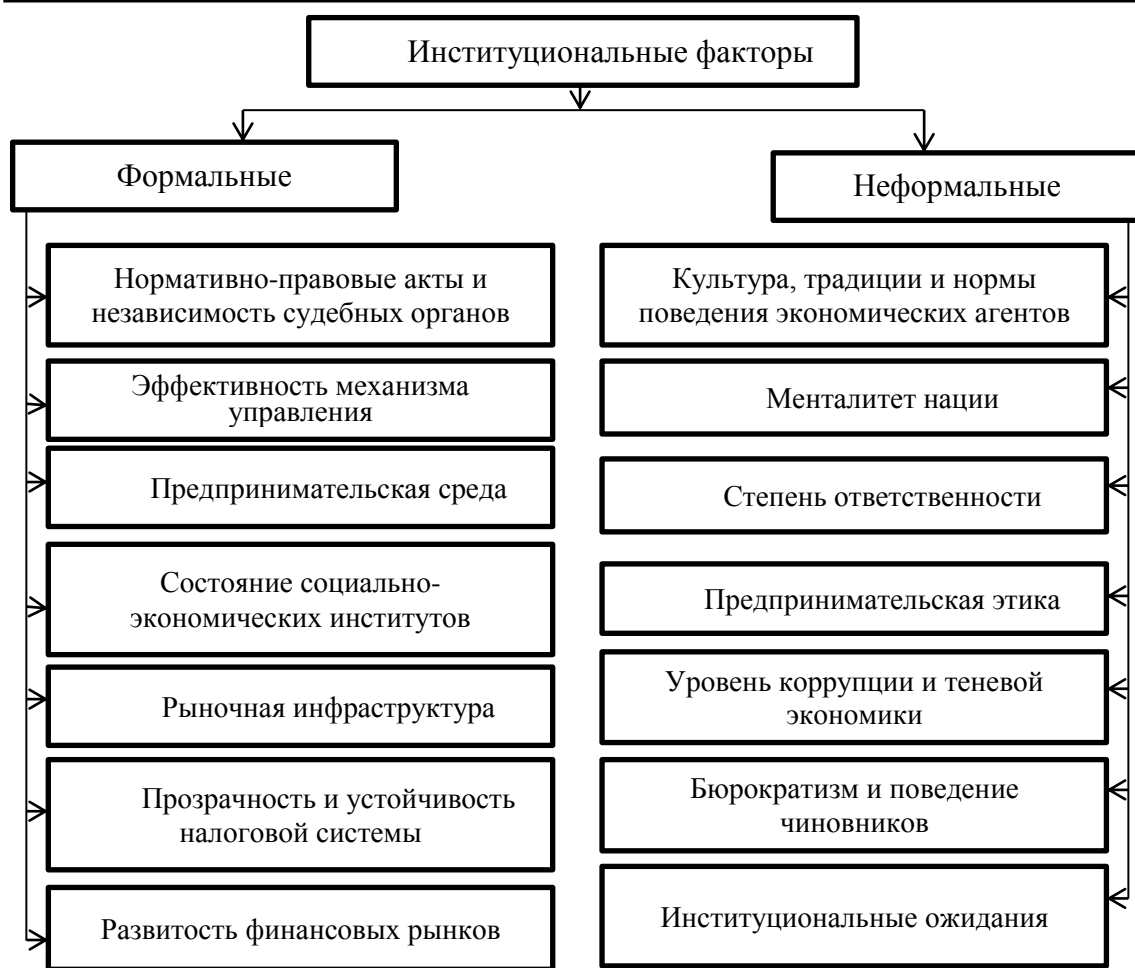 Институциональные факторы
Формальные
Неформальные
Нормативно-правовые акты и
независимость судебных органов
Эффективность механизма
управления
Предпринимательская среда
Состояние социально-
экономических институтов
Рыночная инфраструктура
Прозрачность и устойчивость
налоговой системы
Развитость финансовых рынков
Культура, традиции и нормы
поведения экономических агентов
Менталитет нации
Степень ответственности
Предпринимательская этика
Уровень коррупции и теневой
экономики
Бюрократизм и поведение
чиновников
Институциональные ожидания